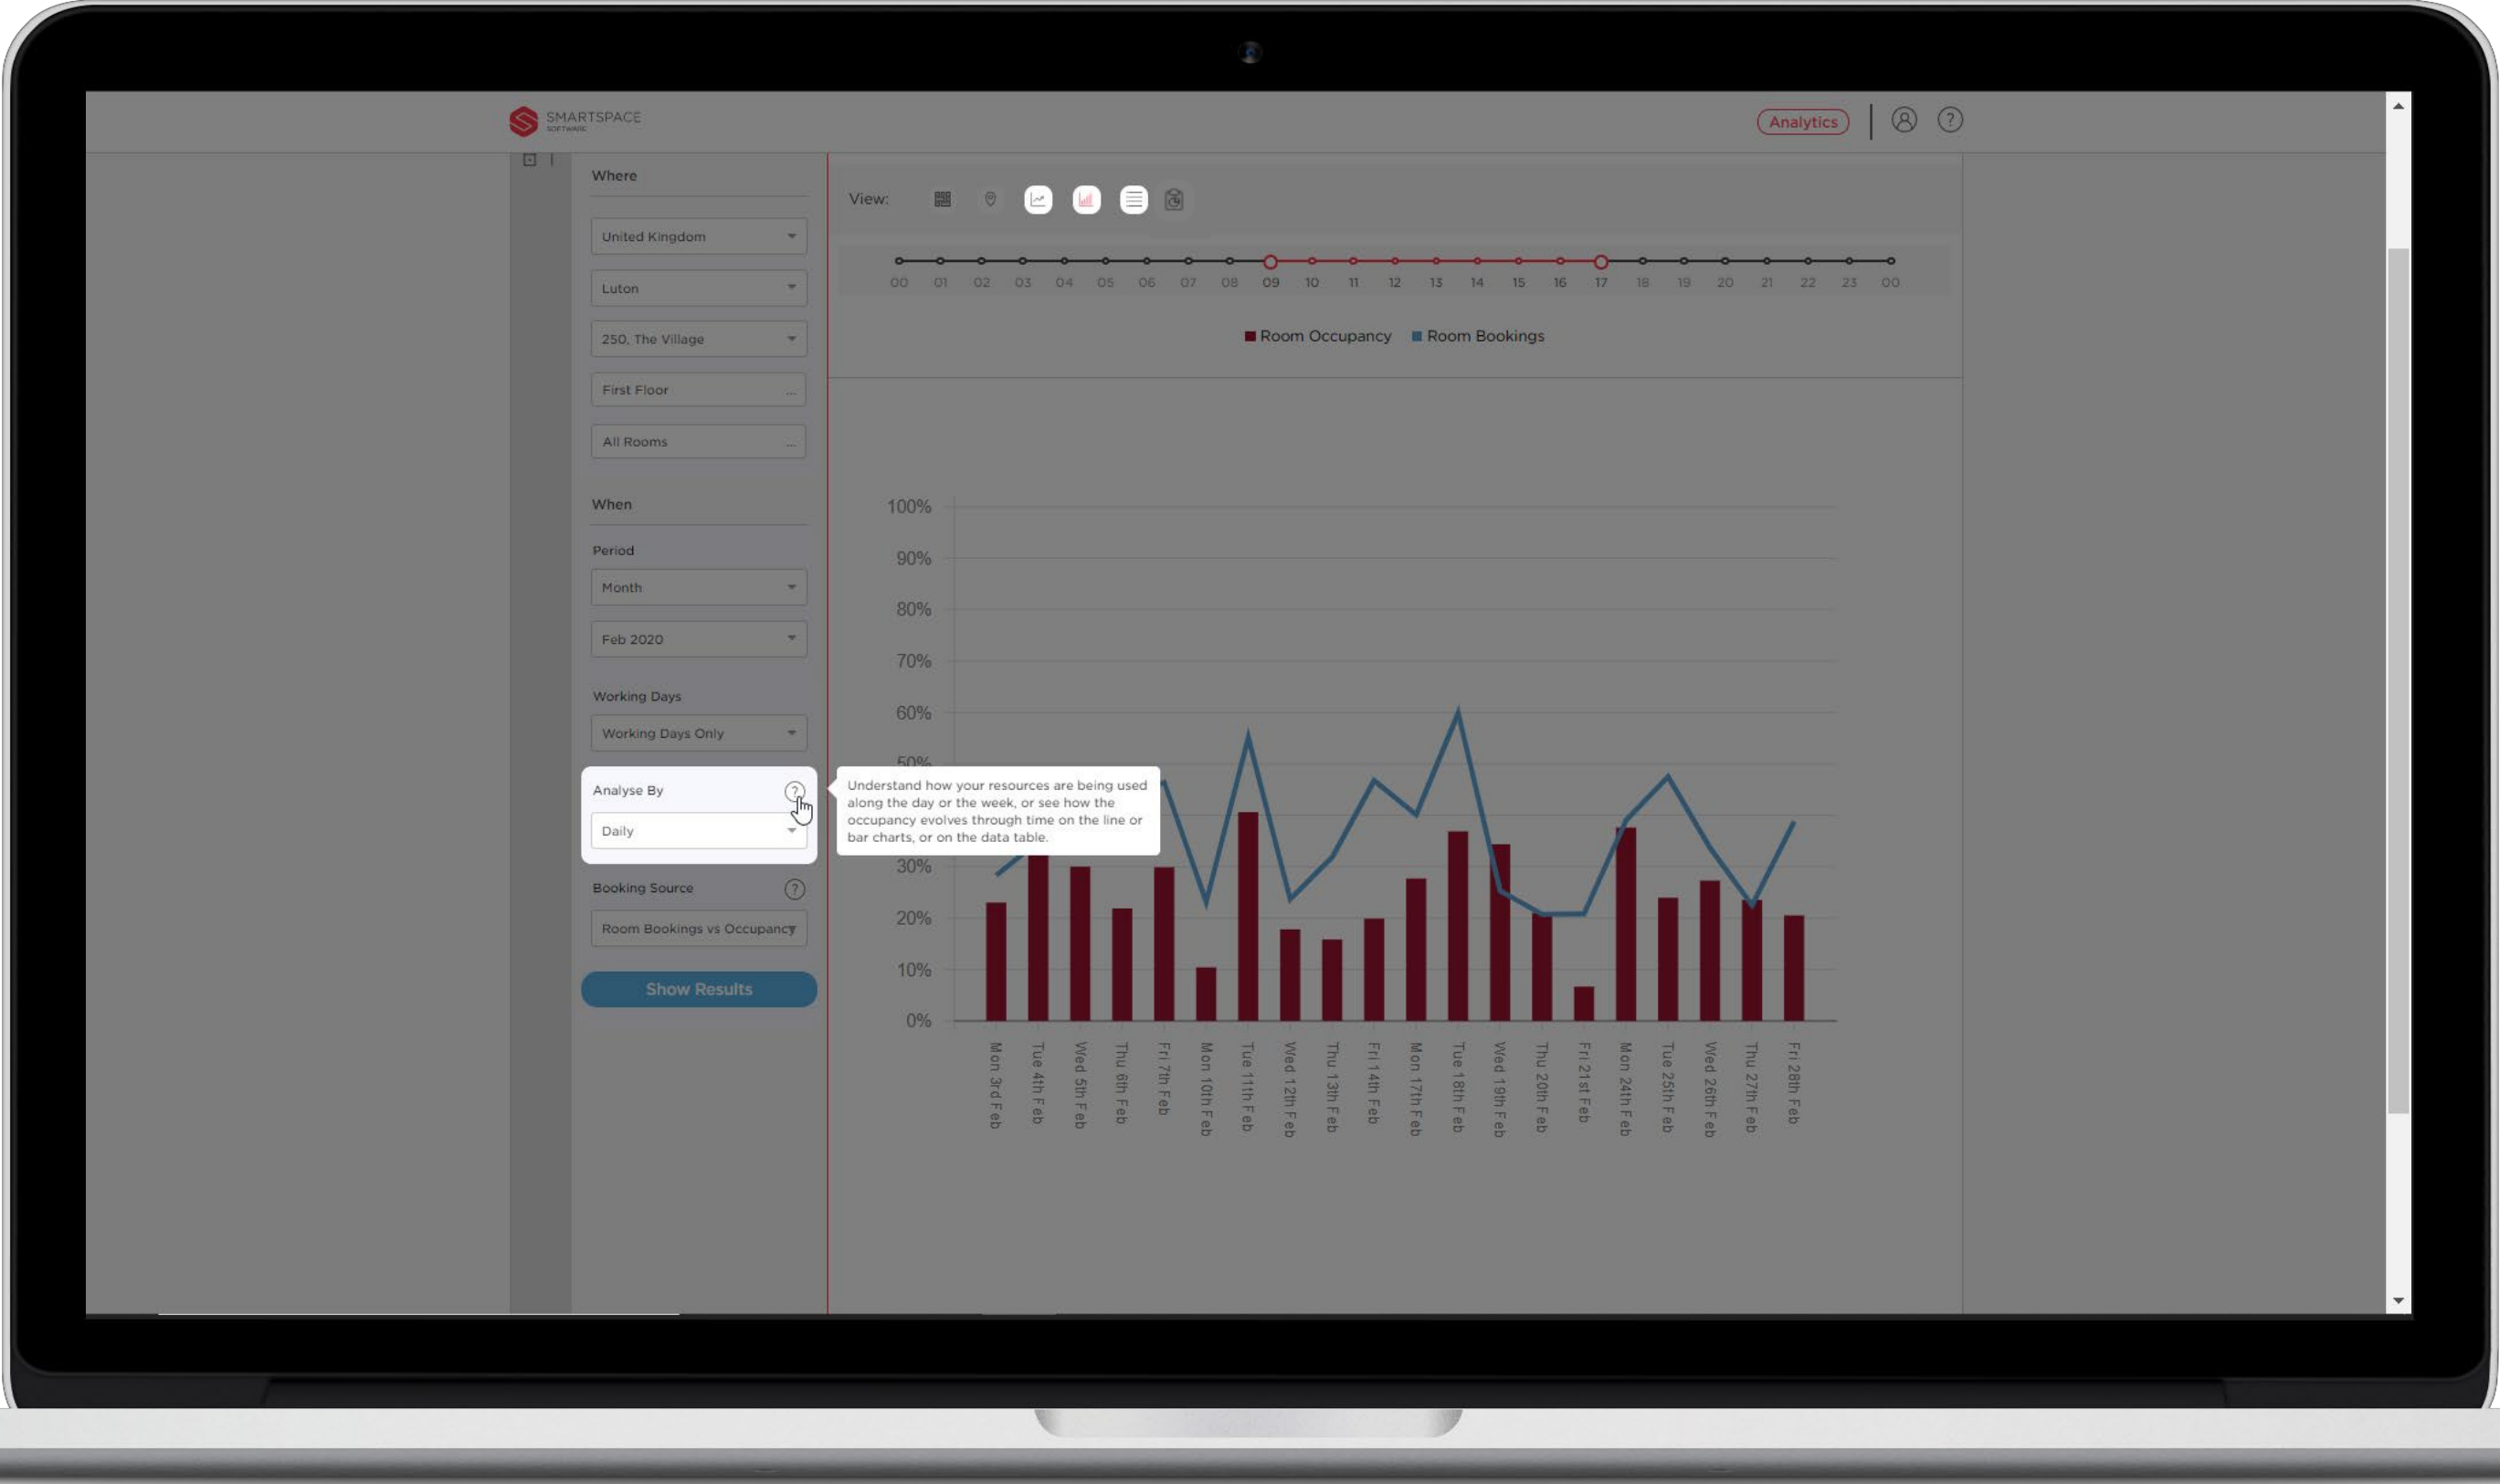 SMARTSPACE
SOFTWARE
Analytics
?
Where
United Kingdom
Luton
250, The Village
First Floor ...
All Rooms ...
When
Period
Month
Feb 2020
Working Days
Working Days Only
Analyse By ?
Daily
Booking Source ?
Room Bookings vs Occupancy
Show Results
View:
00 01 02 03 04 05 06 07 08 09 10 11 12 13 14 15 16 17 18 19 20 21 22 23 00
Room Occupancy Room Bookings
100%
90%
80%
70%
60%
50%
Understand how your resources are being used
along the day or the week, or see how the
occupancy evolves through time on the line or
bar charts, or on the data table.
30%
20%
10%
0%
Mon 3rd Feb
Tue 4th Feb
Wed 5th Feb
Thu 6th Feb
Fri 7th Feb
Mon 10th Feb
Tue 11th Feb
Wed 12th Feb
Thu 13th Feb
Fri 14th Feb
Mon 17th Feb
Tue 18th Feb
Wed 19th Feb
Thu 20th Feb
Fri 21st Feb
Mon 24th Feb
Tue 25th Feb
Wed 26th Feb
Thu 27th Feb
Fri 28th Feb